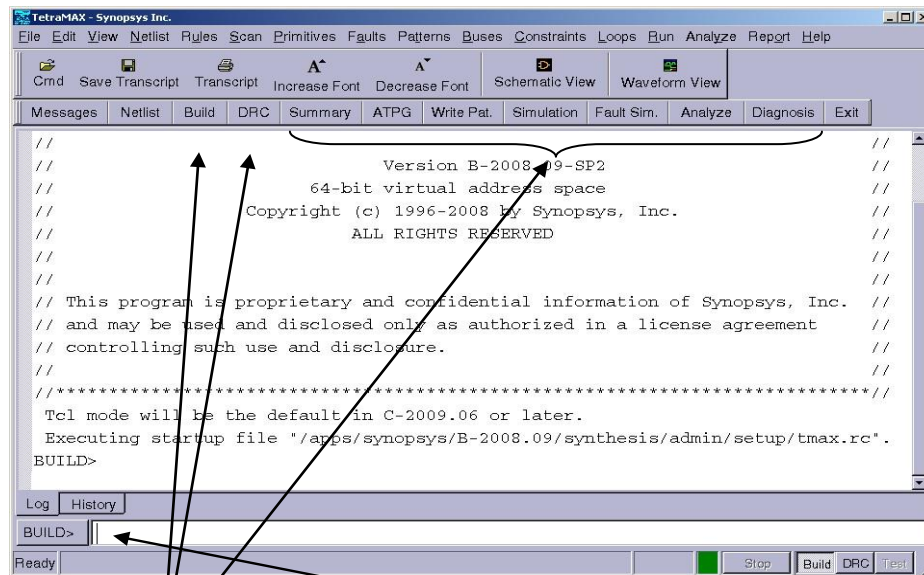 TetraMAX - Synopsys Inc.
File Edit View Netlist Rules Scan Primitives Faults Patterns Buses Constraints Loops Run Analyze Report Help
Cmd Save Transcript Transcript Increase Font Decrease Font Schematic View Waveform View
Messages Netlist Build DRC Summary ATPG Write Pat. Simulation Fault Sim. Analyze Diagnosis Exit
// //
// Version B-2008.09-SP2 //
// 64-bit virtual address space //
// Copyright (c) 1996-2008 by Synopsys, Inc. //
// ALL RIGHTS RESERVED //
// //
// //
// This program is proprietary and confidential information of Synopsys, Inc. //
// and may be used and disclosed only as authorized in a license agreement //
// controlling such use and disclosure. //
// //
//***************************************************************************//
Tcl mode will be the default in C-2009.06 or later.
Executing startup file "/apps/synopsys/B-2008.09/synthesis/admin/setup/tmax.rc".
BUILD>
Log History
BUILD>
Ready Stop Build DRC Test